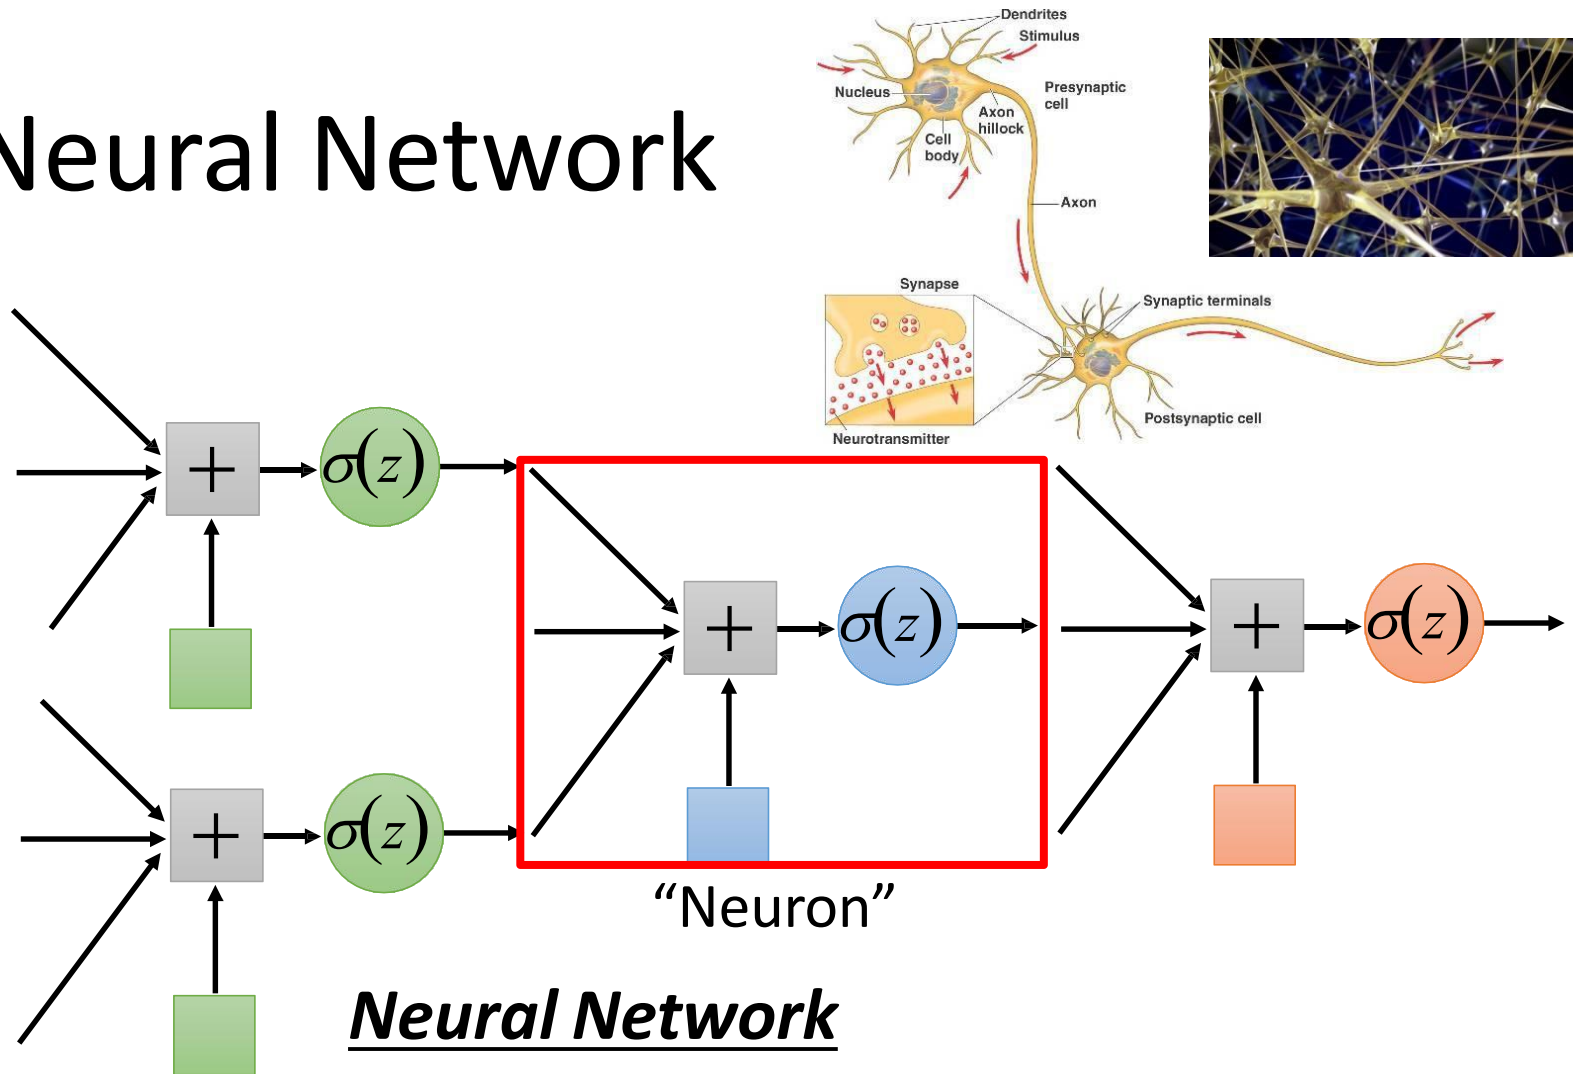 Neural Network
Dendrites
Stimulus
Nucleus
Presynaptic
cell
Axon
hillock
Cell
body
Axon
Synapse
Synaptic terminals
Neurotransmitter
Postsynaptic cell
+
σ(z)
+
σ(z)
+
σ(z)
+
σ(z)
“Neuron”
Neural Network